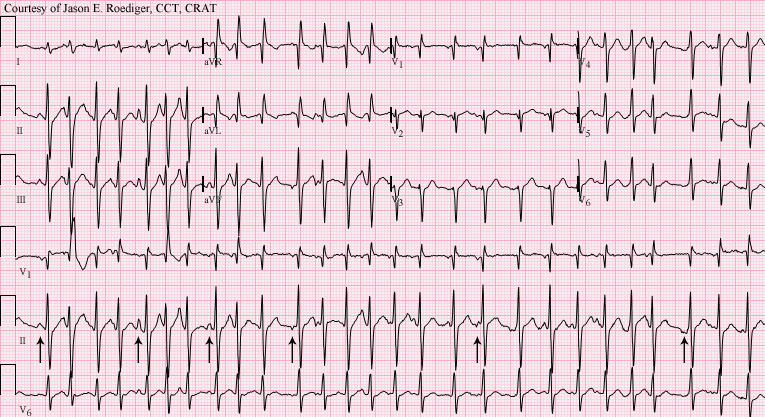 Courtesy of Jason E. Roediger, CCT, CRAT
I aVR V1 V4
II aVL V2 V5
III aVF V3 V6
V1
II
V6